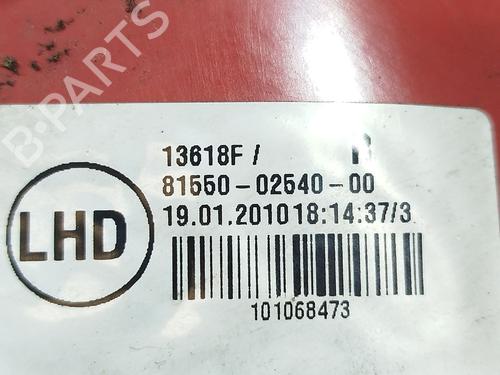 B-PARTS
LHD
13618F / R
81550-02540-00
19.01.2010 18:14:37/3
101068473